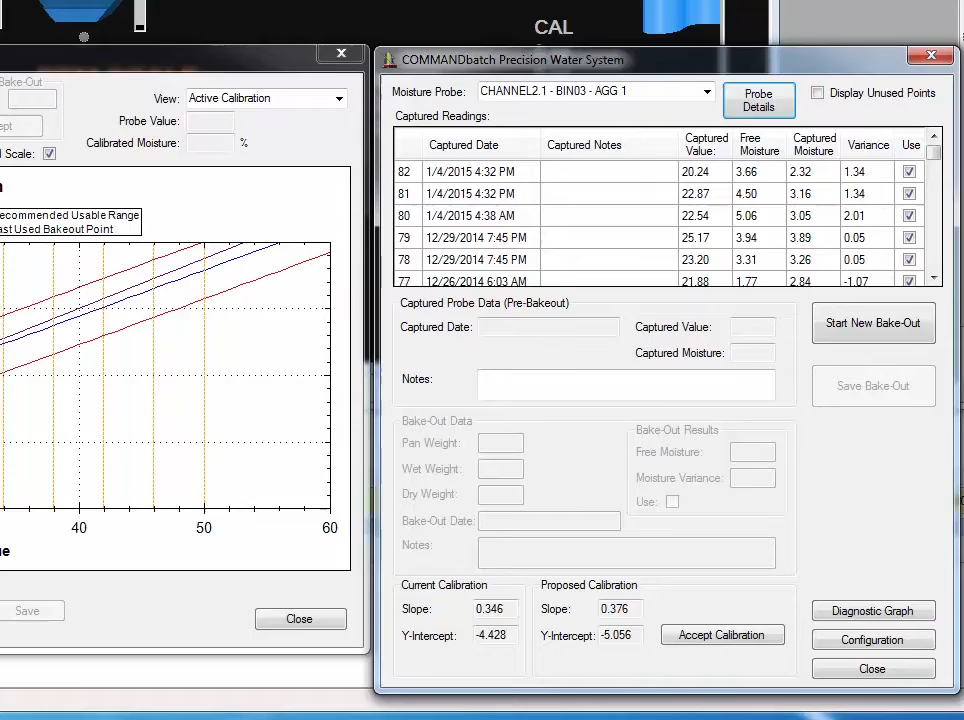 CAL
Bake-Out
View: Active Calibration
ept
Probe Value:
Calibrated Moisture: %
Scale:
ecommended Usable Range
ast Used Bakeout Point
40 50 60
ue
Save
Close
COMMANDbatch Precision Water System
Moisture Probe: CHANNEL2.1 - BIN03 - AGG 1
Probe Details
Display Unused Points
Captured Readings:
Captured Date Captured Notes Captured Value: Free Moisture Captured Moisture Variance Use
82 1/4/2015 4:32 PM 20.24 3.66 2.32 1.34
81 1/4/2015 4:32 PM 22.87 4.50 3.16 1.34
80 1/4/2015 4:38 AM 22.54 5.06 3.05 2.01
79 12/29/2014 7:45 PM 25.17 3.94 3.89 0.05
78 12/29/2014 7:45 PM 23.20 3.31 3.26 0.05
77 12/26/2014 6:03 AM 21.88 1.77 2.84 -1.07
Captured Probe Data (Pre-Bakeout)
Captured Date: Captured Value:
Captured Moisture:
Notes:
Start New Bake-Out
Save Bake-Out
Bake-Out Data
Pan Weight:
Wet Weight:
Dry Weight:
Bake-Out Date:
Notes:
Bake-Out Results
Free Moisture:
Moisture Variance:
Use:
Current Calibration
Slope: 0.346
Y-Intercept: -4.428
Proposed Calibration
Slope: 0.376
Y-Intercept: -5.056
Accept Calibration
Diagnostic Graph
Configuration
Close